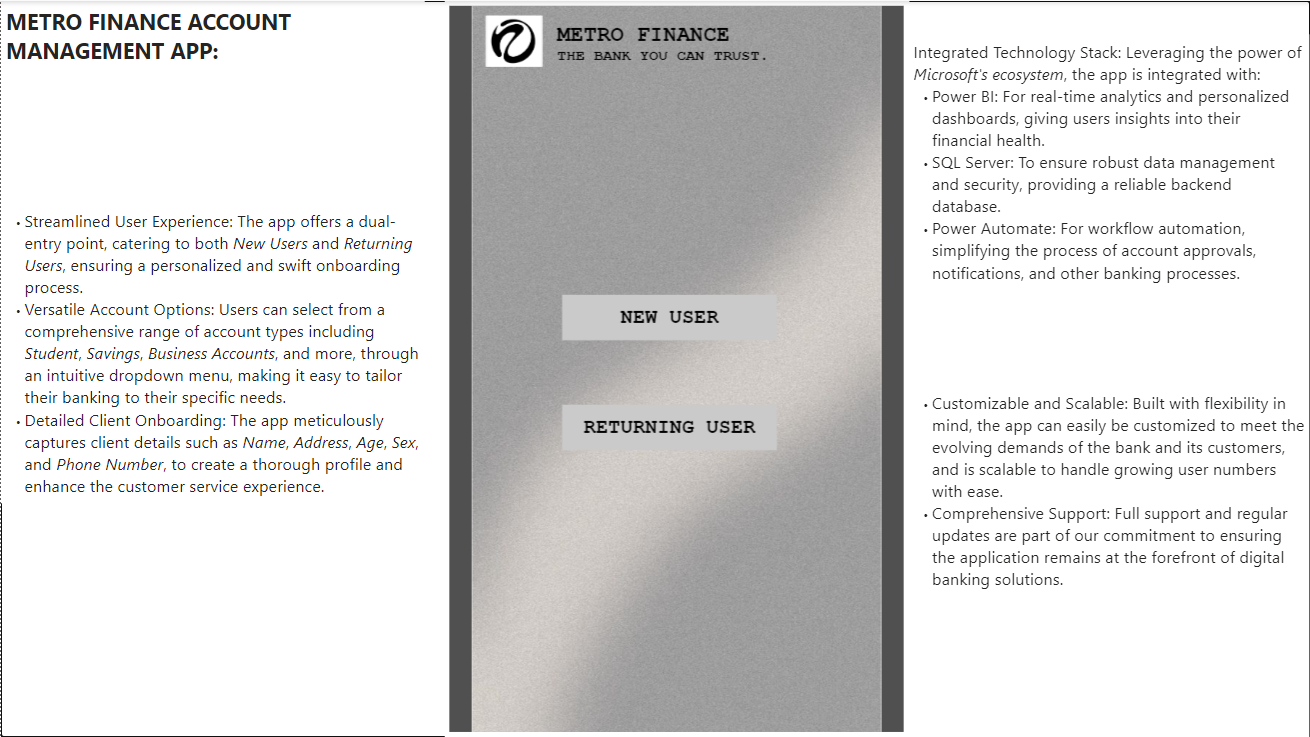 METRO FINANCE ACCOUNT
MANAGEMENT APP:
• Streamlined User Experience: The app offers a dual-
entry point, catering to both New Users and Returning
Users, ensuring a personalized and swift onboarding
process.
• Versatile Account Options: Users can select from a
comprehensive range of account types including
Student, Savings, Business Accounts, and more, through
an intuitive dropdown menu, making it easy to tailor
their banking to their specific needs.
• Detailed Client Onboarding: The app meticulously
captures client details such as Name, Address, Age, Sex,
and Phone Number, to create a thorough profile and
enhance the customer service experience.
METRO FINANCE
THE BANK YOU CAN TRUST.
NEW USER
RETURNING USER
Integrated Technology Stack: Leveraging the power of
Microsoft's ecosystem, the app is integrated with:
• Power BI: For real-time analytics and personalized
dashboards, giving users insights into their
financial health.
• SQL Server: To ensure robust data management
and security, providing a reliable backend
database.
• Power Automate: For workflow automation,
simplifying the process of account approvals,
notifications, and other banking processes.
• Customizable and Scalable: Built with flexibility in
mind, the app can easily be customized to meet the
evolving demands of the bank and its customers,
and is scalable to handle growing user numbers
with ease.
• Comprehensive Support: Full support and regular
updates are part of our commitment to ensuring
the application remains at the forefront of digital
banking solutions.